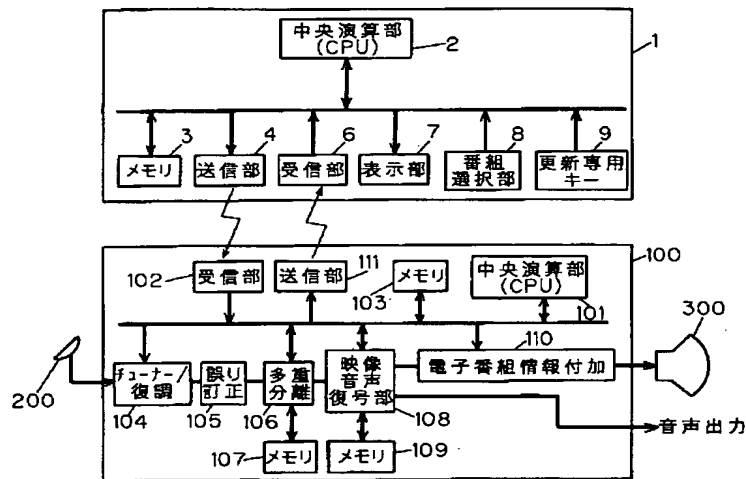 中央演算部
(CPU)
2
1
3
4
6
7
8
9
メモリ
送信部
受信部
表示部
番組
選択部
更新専用
キー
102
受信部
送信部
111
メモリ
103
中央演算部
(CPU)
101
100
300
110
200
チューナー/
復調
104
誤り
訂正
105
多重
分離
106
映像
音声
復号部
108
電子番組情報付加
音声出力
107
メモリ
メモリ
109